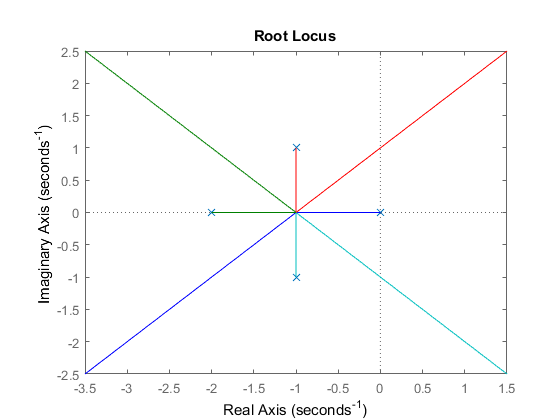 Root Locus
Imaginary Axis (seconds⁻¹)
2.5
2
1.5
1
0.5
0
-0.5
-1
-1.5
-2
-2.5
-3.5 -3 -2.5 -2 -1.5 -1 -0.5 0 0.5 1 1.5
Real Axis (seconds⁻¹)